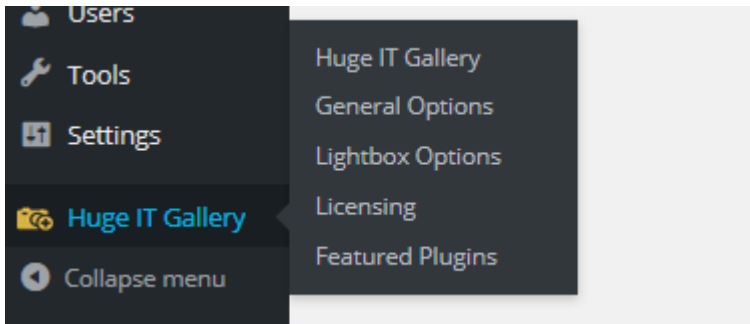 Users
Tools
Settings
Huge IT Gallery
Collapse menu
Huge IT Gallery
General Options
Lightbox Options
Licensing
Featured Plugins